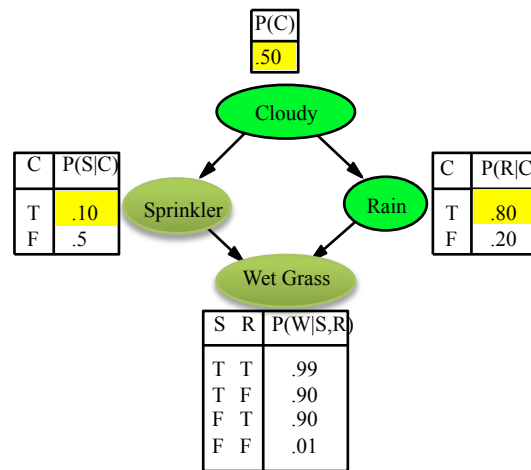 P(C)
.50
Cloudy
C P(S|C)
T .10
F .5
Sprinkler
Rain
C P(R|C
T .80
F .20
Wet Grass
S R P(W|S,R)
T T .99
T F .90
F T .90
F F .01